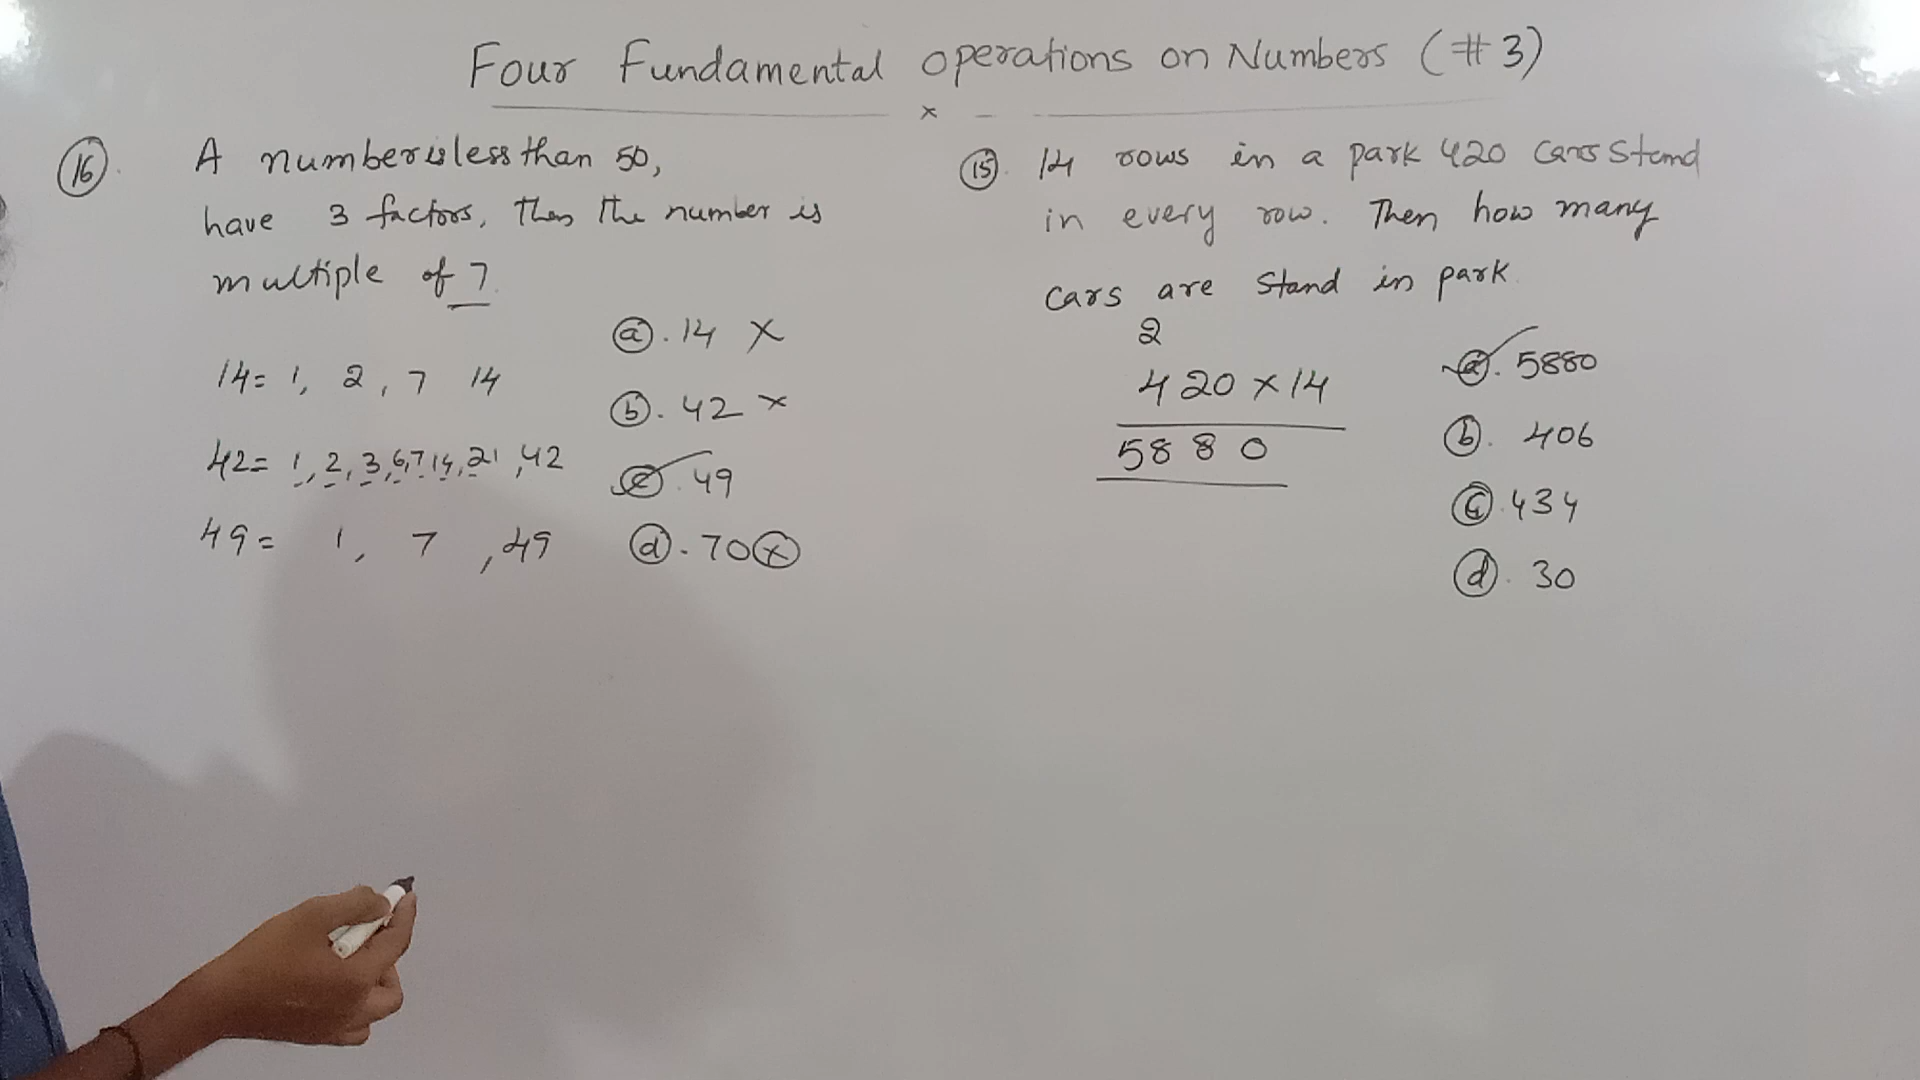 Four Fundamental operations on Numbers (#3)
x
16. A number is less than 50,
have 3 factors, Then the number is
multiple of 7.
a. 14 x
14= 1, 2, 7 14
b. 42 x
42= 1, 2, 3, 6, 7, 14, 21, 42
c. 49
49= 1, 7, 49
d. 70 x
15. 14 rows in a park 420 cars stand
in every row. Then how many
cars are stand in park.
2
420 x 14
5880
a. 5880
b. 406
c. 434
d. 30